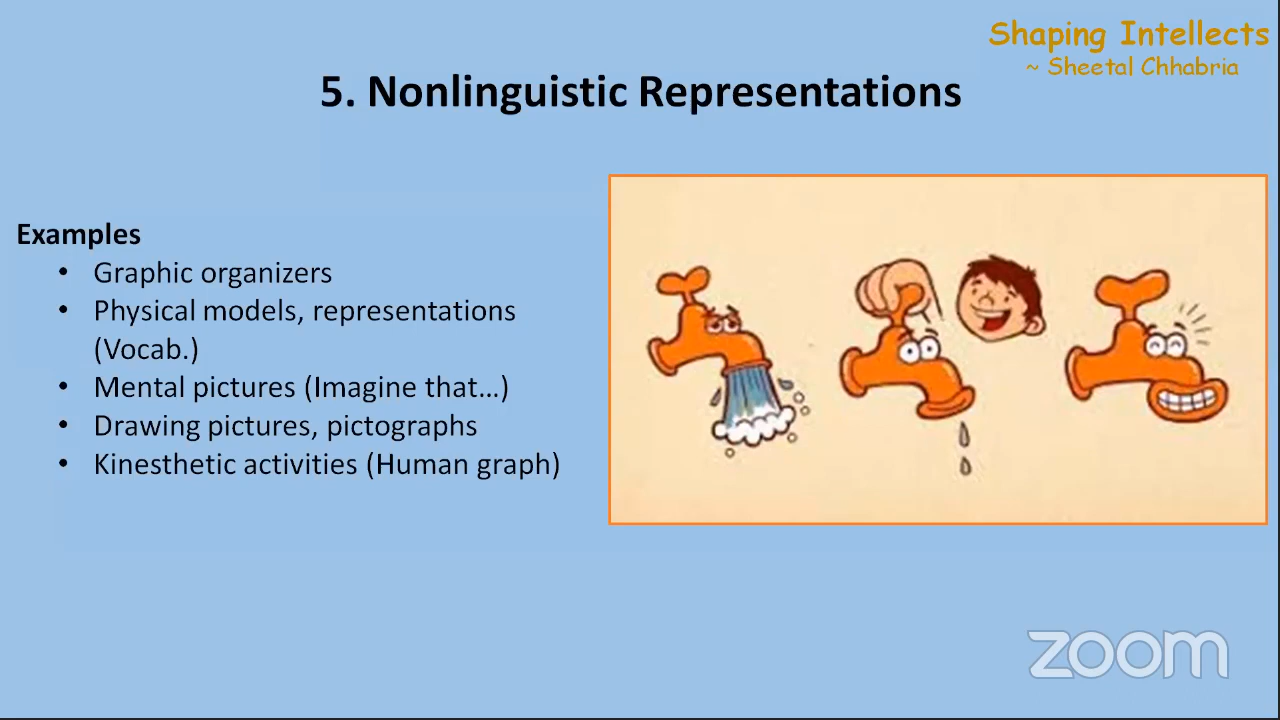 Shaping Intellects
~ Sheetal Chhabria
5. Nonlinguistic Representations
Examples
• Graphic organizers
• Physical models, representations
(Vocab.)
• Mental pictures (Imagine that…)
• Drawing pictures, pictographs
• Kinesthetic activities (Human graph)
zoom